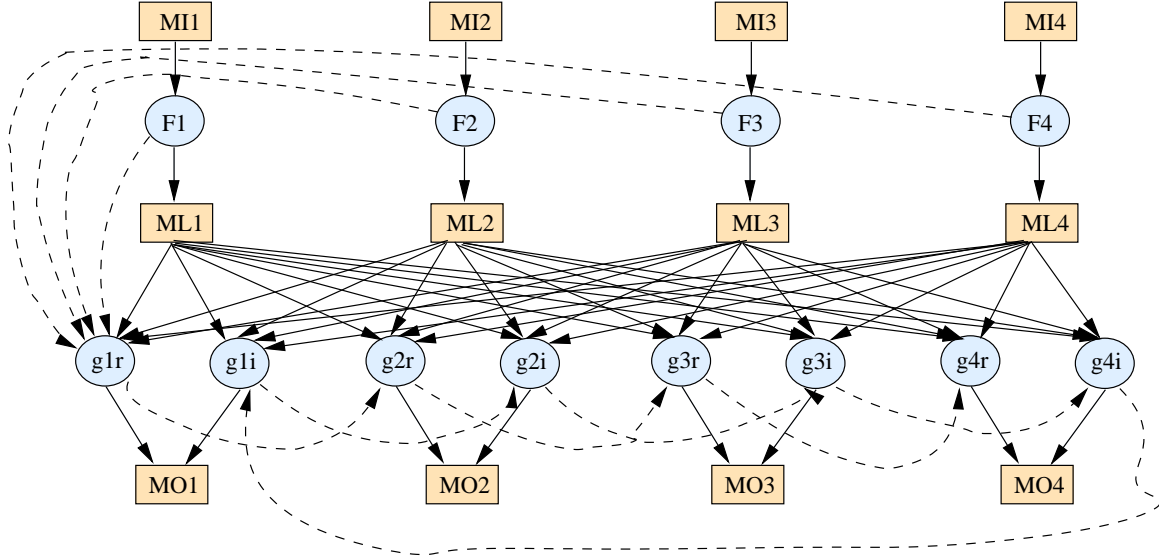 MI1 MI2 MI3 MI4
F1 F2 F3 F4
ML1 ML2 ML3 ML4
g1r g1i g2r g2i g3r g3i g4r g4i
MO1 MO2 MO3 MO4